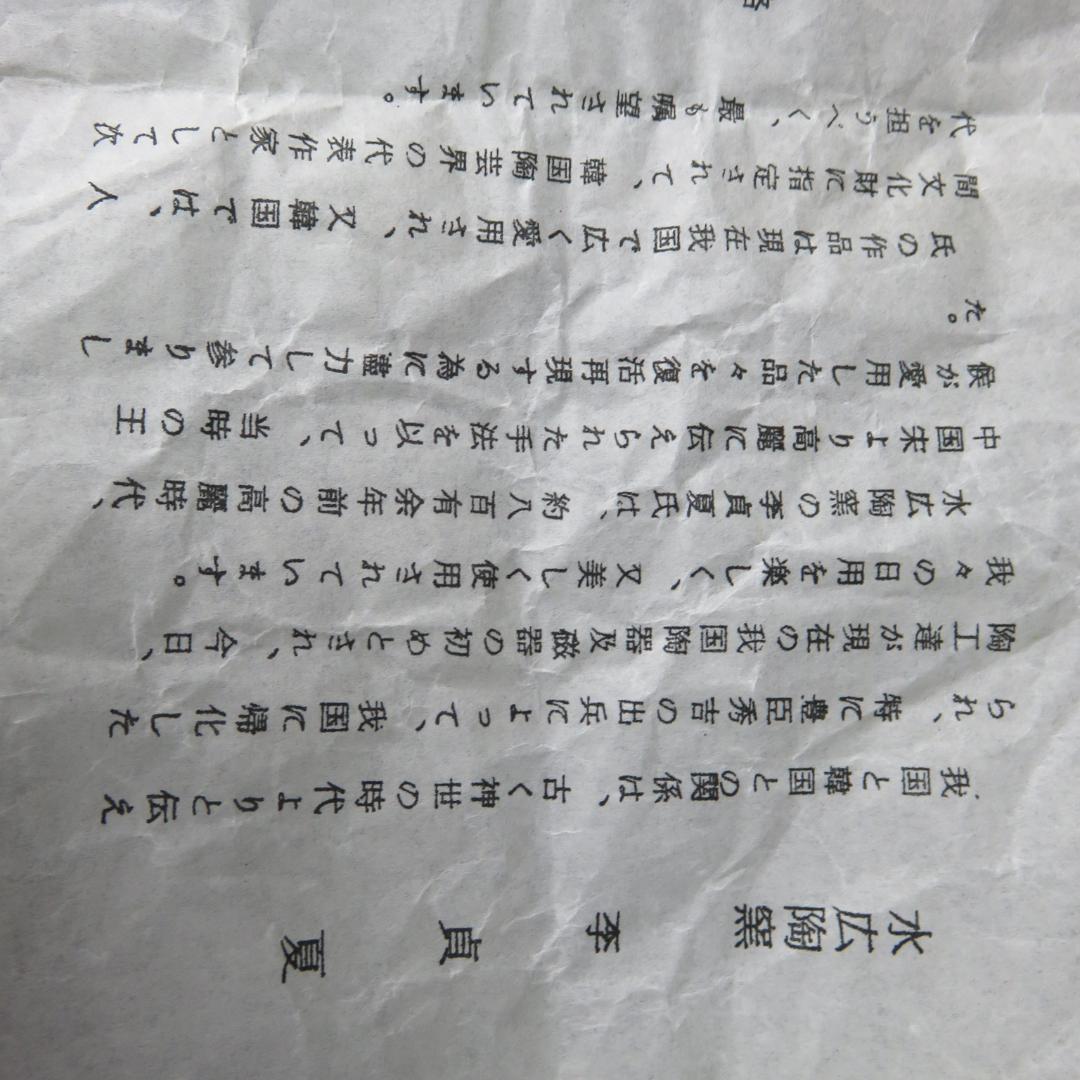 水広陶窯 李 貞 夏
我国と韓国との関係は、古く神世の時代よりと伝え
られ、特に豊臣秀吉の出兵によって、我国に帰化した
陶工達が現在の我国陶器及磁器の初めとされ、今日、
我々の日用を楽しく、又美しく使用されています。
水広陶窯の李貞夏氏は、約八百有余年前の高麗時代、
中国宋より高麗に伝えられた手法を以って、当時の王
候が愛用した品々を復活再現する為に盡力して参りまし
た。
氏の作品は現在我国で広く愛用され、又韓国では、人
間文化財に指定されて、韓国陶芸界の代表作家として次
代を担うべく、最も嘱望されています。